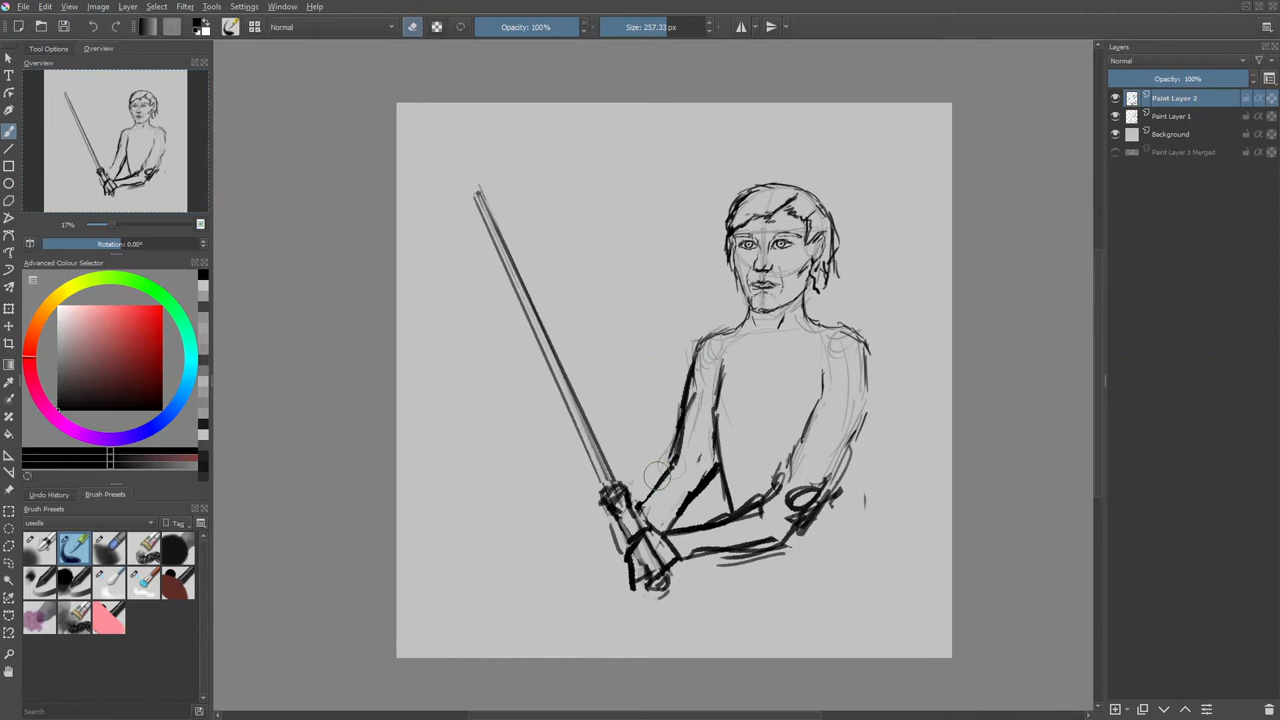 File Edit View Image Layer Select Filter Tools Settings Window Help
Normal
Opacity: 100%
Size: 257.33 px
Tool Options Overview
Overview
17%
Rotation: 0.00°
Advanced Colour Selector
Undo History Brush Presets
Brush Presets
usedis
Tag
Search
Layers
Normal
Opacity: 100%
Paint Layer 2
Paint Layer 1
Background
Paint Layer 1 Merged